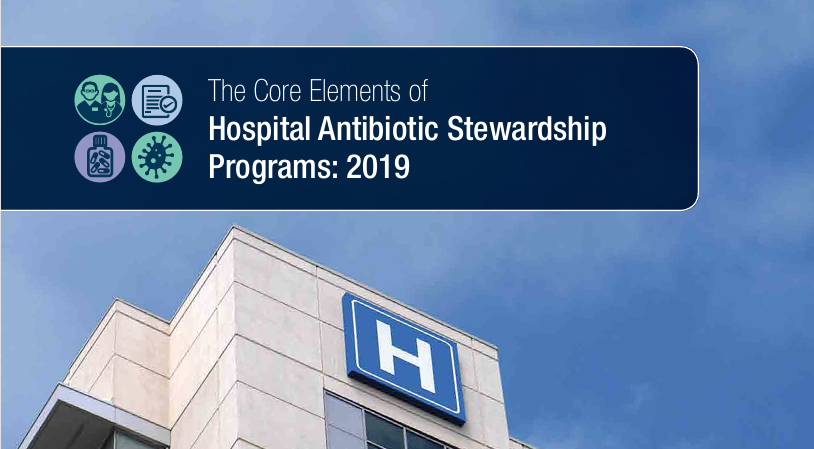 The Core Elements of
Hospital Antibiotic Stewardship
Programs: 2019
H